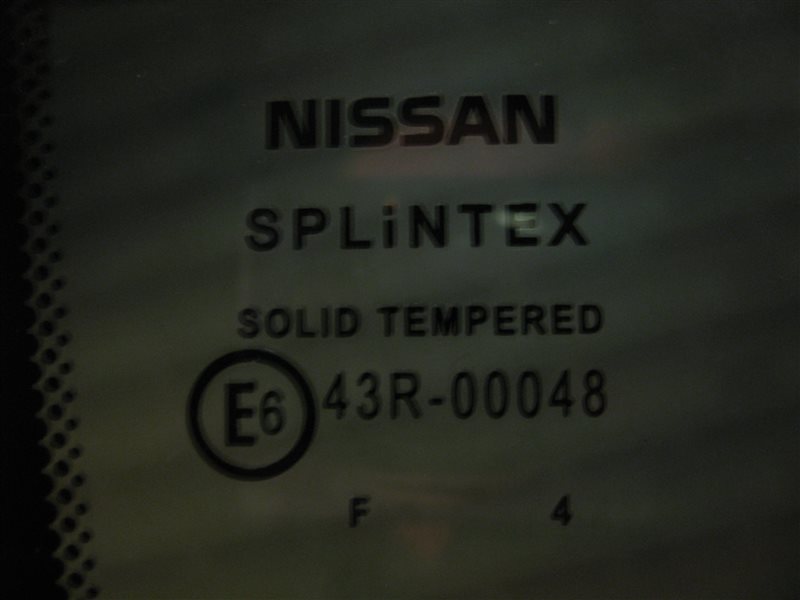 NISSAN
SPLiNTEX
SOLID TEMPERED
E6 43R-00048
F 4